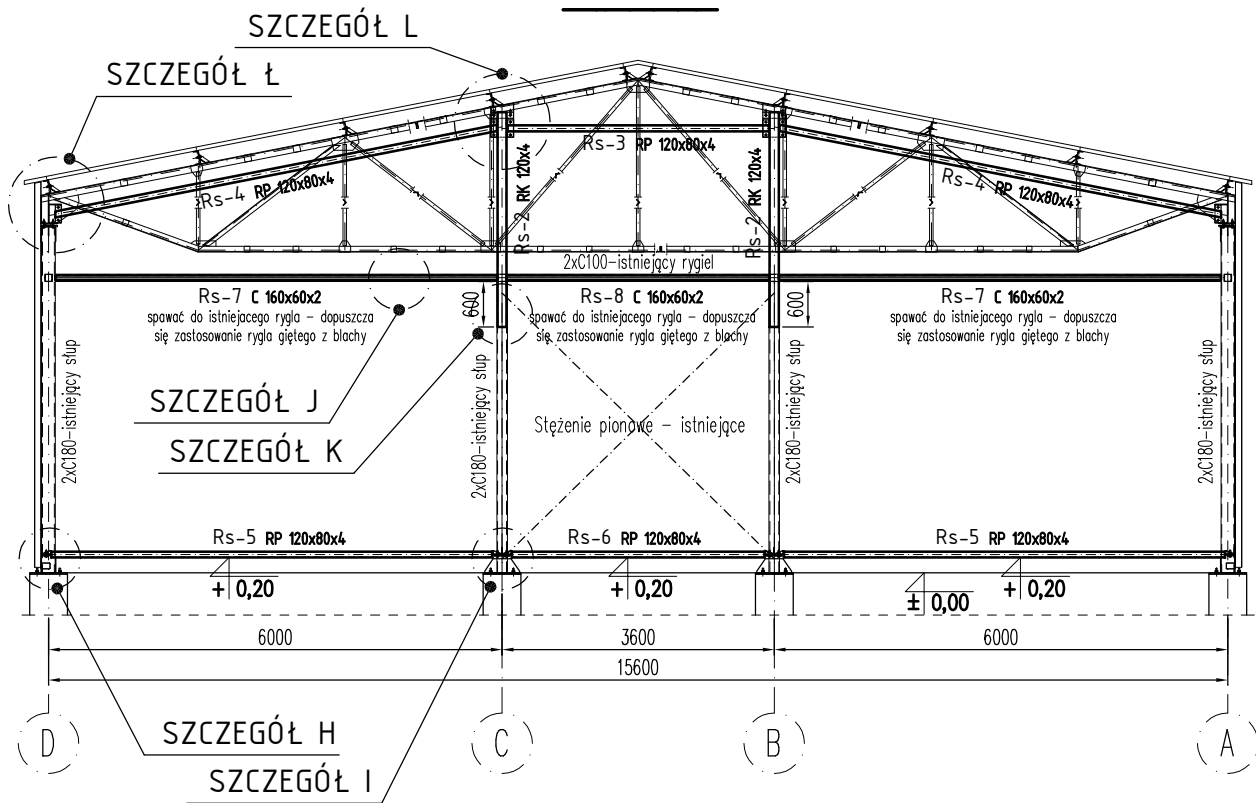 SZCZEGÓŁ L
SZCZEGÓŁ Ł
Rs-3 RP 120x80x4
Rs-4 RP 120x80x4
Rs-4 RP 120x80x4
Rs-2 RK 120x4
Rs-2 RK 120x4
2xC100-istniejący rygiel
Rs-7 C 160x60x2
spawać do istniejacego rygla - dopuszcza
się zastosowanie rygla giętego z blachy
600
Rs-8 C 160x60x2
spawać do istniejacego rygla - dopuszcza
się zastosowanie rygla giętego z blachy
600
Rs-7 C 160x60x2
spawać do istniejacego rygla - dopuszcza
się zastosowanie rygla giętego z blachy
2xC180-istniejący słup
2xC180-istniejący słup
2xC180-istniejący słup
2xC180-istniejący słup
SZCZEGÓŁ J
SZCZEGÓŁ K
Stężenie pionowe - istniejące
Rs-5 RP 120x80x4
Rs-6 RP 120x80x4
Rs-5 RP 120x80x4
+ 0,20
+ 0,20
± 0,00
+ 0,20
6000
3600
6000
15600
SZCZEGÓŁ H
SZCZEGÓŁ I
D
C
B
A